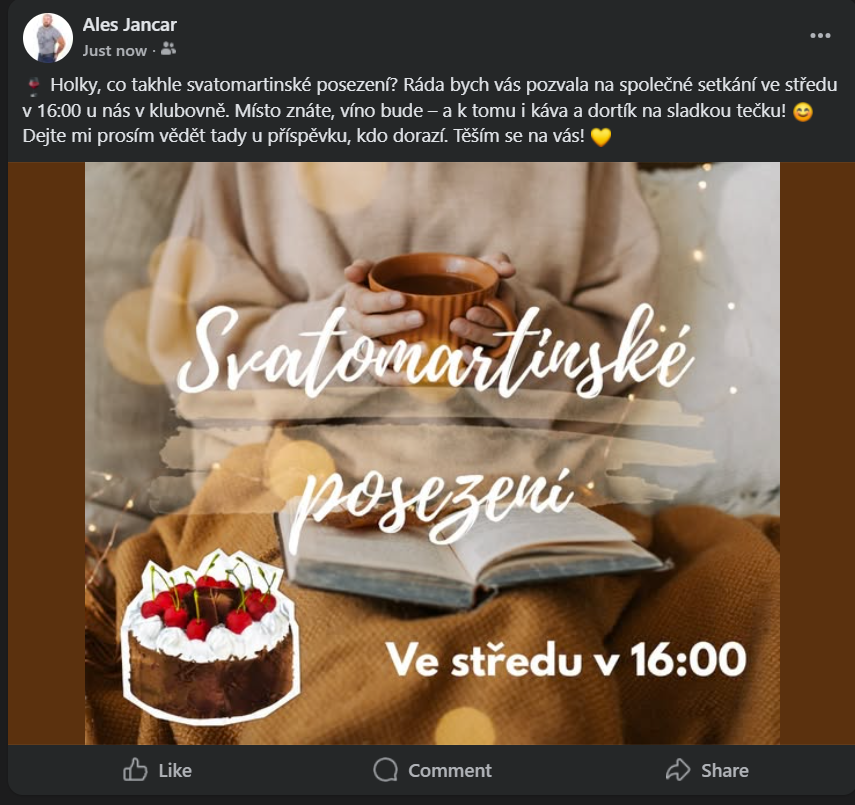 Ales Jancar
Just now ·
🍷 Holky, co takhle svatomartinské posezení? Ráda bych vás pozvala na společné setkání ve středu
v 16:00 u nás v klubovně. Místo znáte, víno bude – a k tomu i káva a dortík na sladkou tečku! 😊
Dejte mi prosím vědět tady u příspěvku, kdo dorazí. Těším se na vás! 💛
Svatomartinské
posezení
Ve středu v 16:00
Like Comment Share